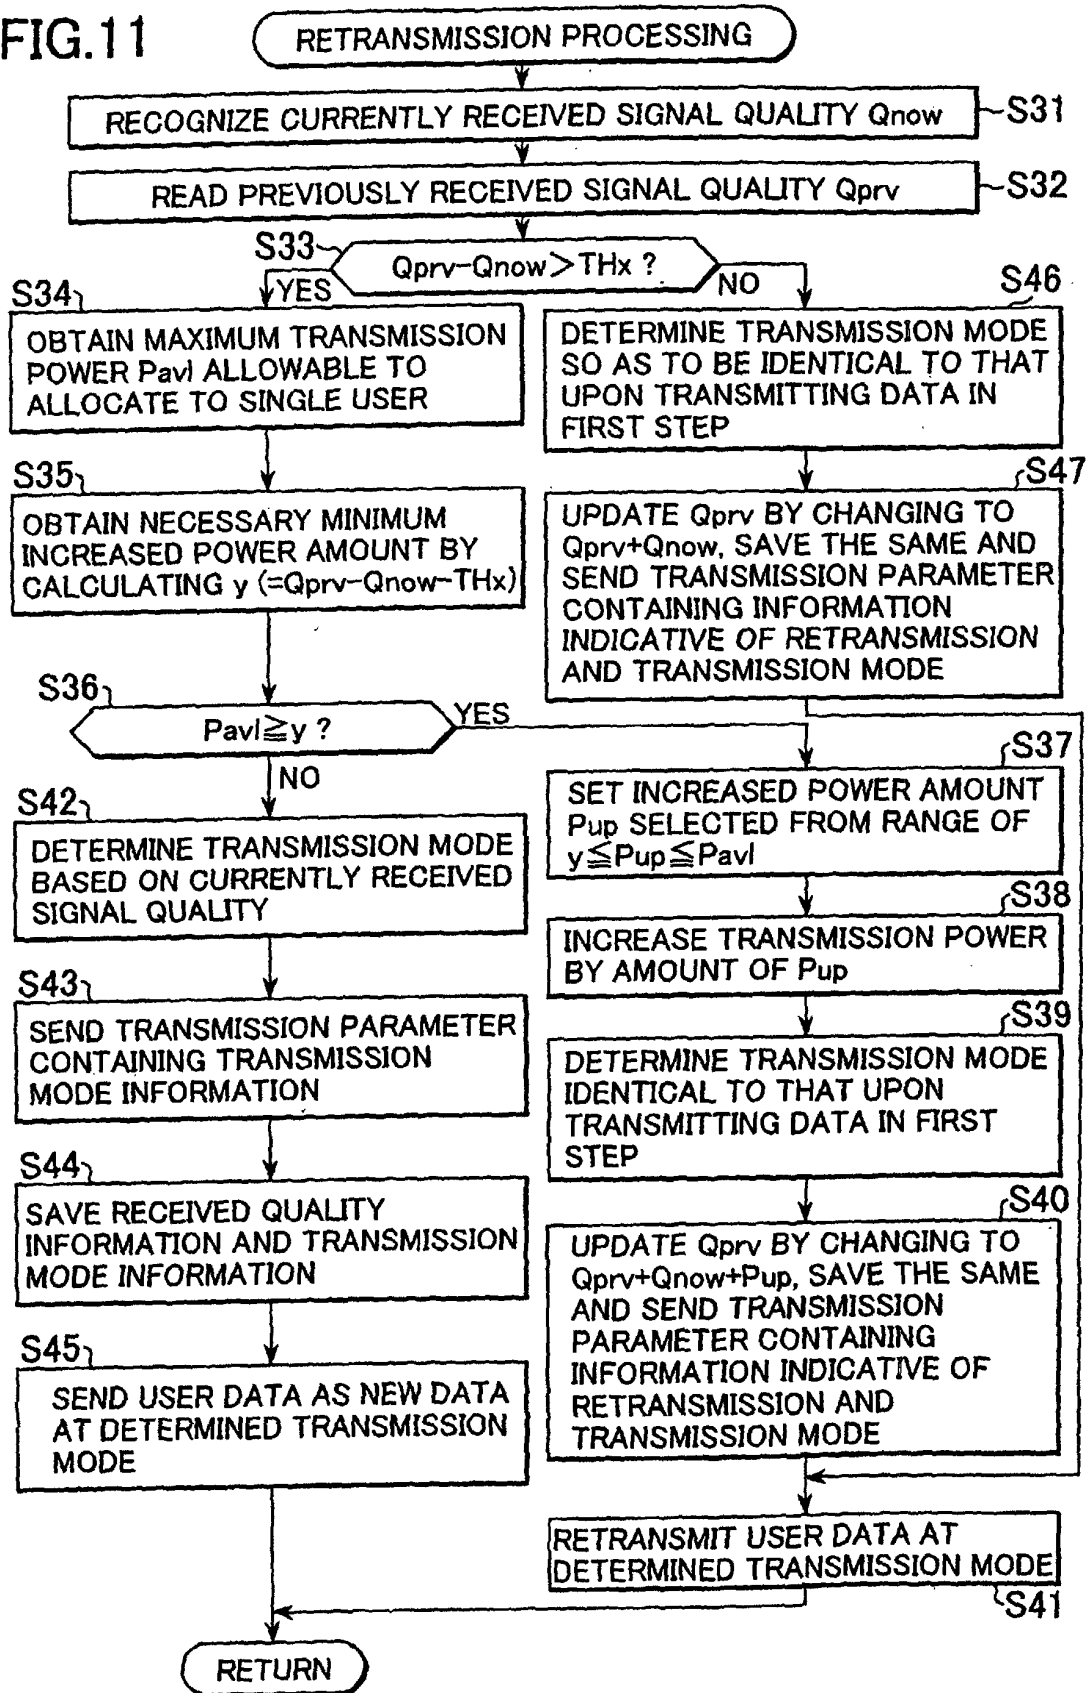 FIG.11
RETRANSMISSION PROCESSING
RECOGNIZE CURRENTLY RECEIVED SIGNAL QUALITY Qnow
S31
READ PREVIOUSLY RECEIVED SIGNAL QUALITY Qprv
S32
S33
Qprv-Qnow>THx ?
YES
NO
S34
OBTAIN MAXIMUM TRANSMISSION
POWER Pavl ALLOWABLE TO
ALLOCATE TO SINGLE USER
S35
OBTAIN NECESSARY MINIMUM
INCREASED POWER AMOUNT BY
CALCULATING y (=Qprv-Qnow-THx)
S36
Pavl≧y ?
YES
NO
S42
DETERMINE TRANSMISSION MODE
BASED ON CURRENTLY RECEIVED
SIGNAL QUALITY
S43
SEND TRANSMISSION PARAMETER
CONTAINING TRANSMISSION
MODE INFORMATION
S44
SAVE RECEIVED QUALITY
INFORMATION AND TRANSMISSION
MODE INFORMATION
S45
SEND USER DATA AS NEW DATA
AT DETERMINED TRANSMISSION
MODE
S46
DETERMINE TRANSMISSION MODE
SO AS TO BE IDENTICAL TO THAT
UPON TRANSMITTING DATA IN
FIRST STEP
S47
UPDATE Qprv BY CHANGING TO
Qprv+Qnow, SAVE THE SAME AND
SEND TRANSMISSION PARAMETER
CONTAINING INFORMATION
INDICATIVE OF RETRANSMISSION
AND TRANSMISSION MODE
S37
SET INCREASED POWER AMOUNT
Pup SELECTED FROM RANGE OF
y≦Pup≦Pavl
S38
INCREASE TRANSMISSION POWER
BY AMOUNT OF Pup
S39
DETERMINE TRANSMISSION MODE
IDENTICAL TO THAT UPON
TRANSMITTING DATA IN FIRST
STEP
S40
UPDATE Qprv BY CHANGING TO
Qprv+Qnow+Pup, SAVE THE SAME
AND SEND TRANSMISSION
PARAMETER CONTAINING
INFORMATION INDICATIVE OF
RETRANSMISSION AND
TRANSMISSION MODE
RETRANSMIT USER DATA AT
DETERMINED TRANSMISSION MODE
S41
RETURN